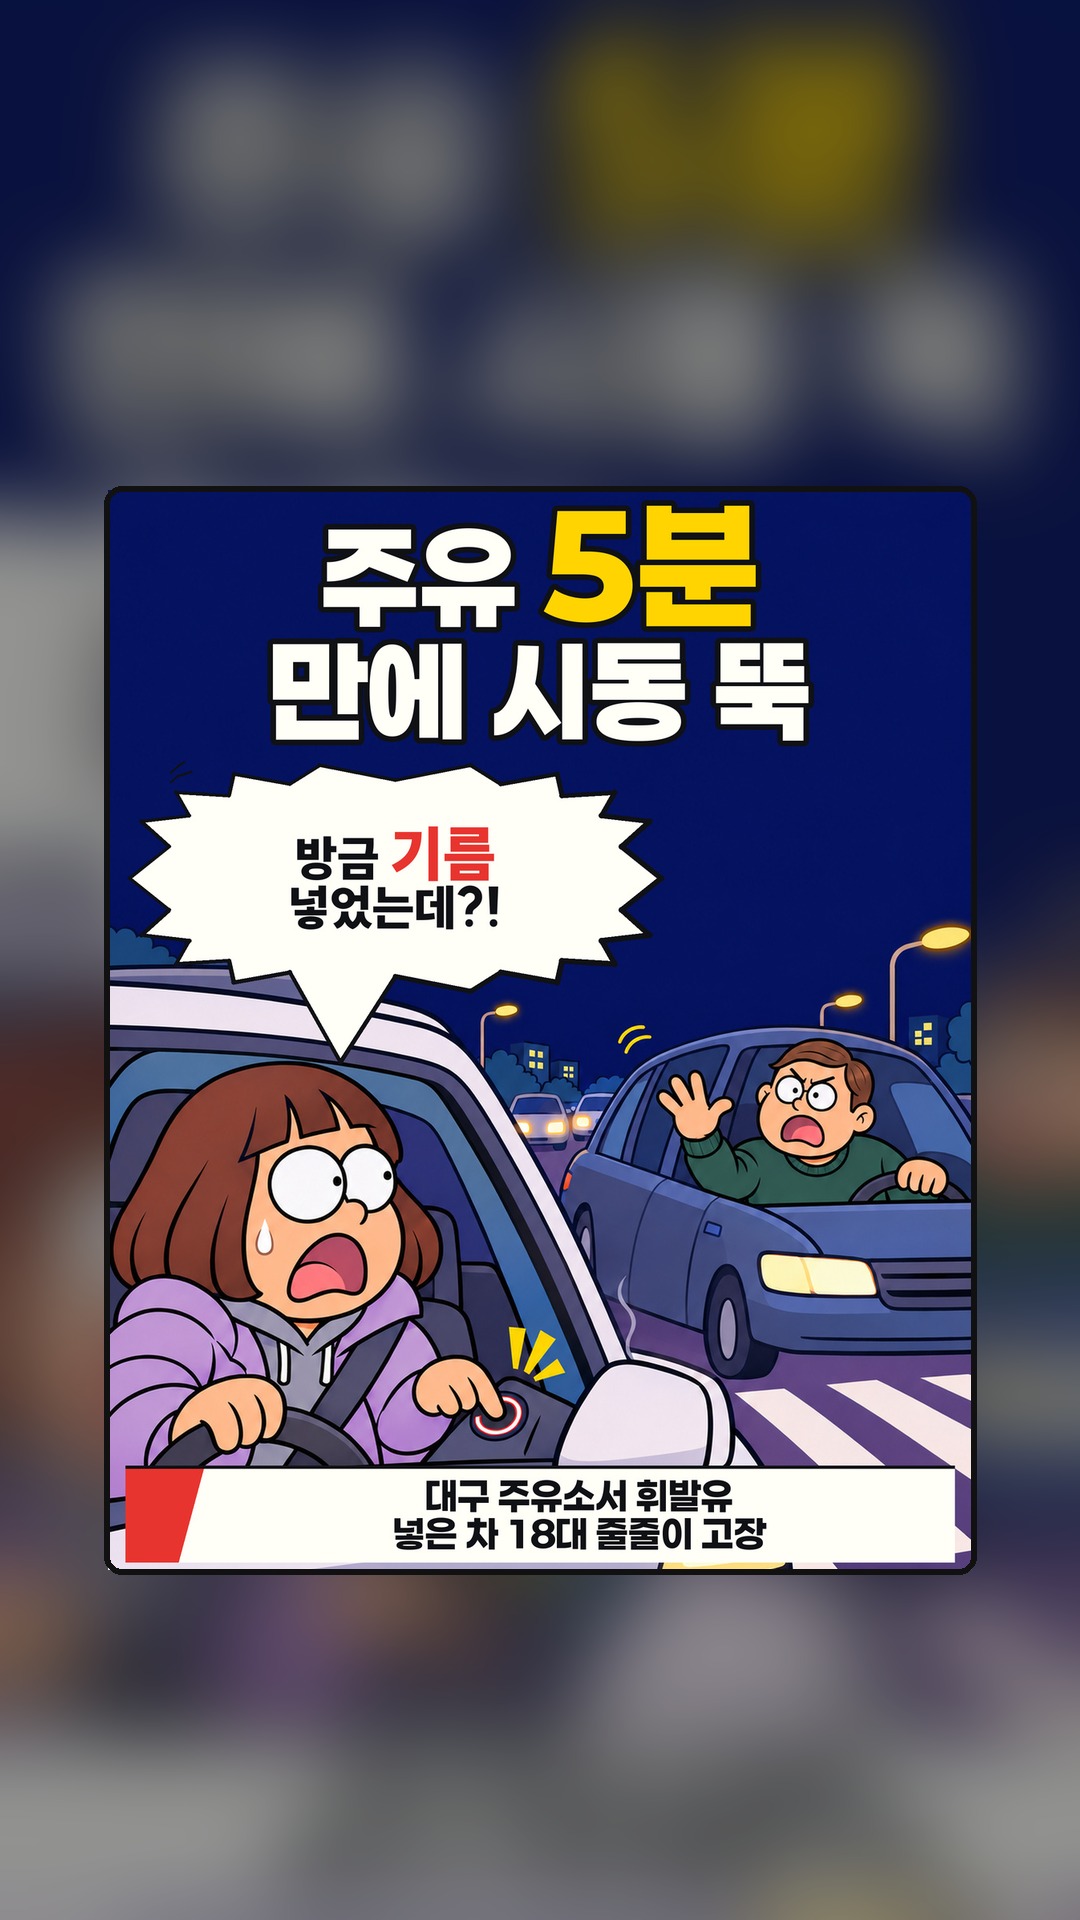 주유 5분
만에 시동 뚝
방금 기름
넣었는데?!
대구 주유소서 휘발유
넣은 차 18대 줄줄이 고장